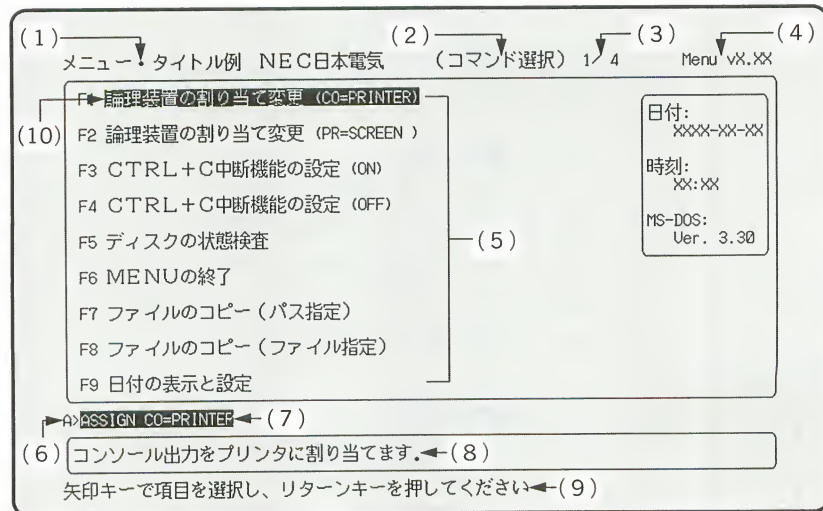 (1) (2) (3) (4)
メニュー・タイトル例 NEC日本電気 (コマンド選択) 1/4 Menu vX.XX
F1 論理装置の割り当て変更 (CO=PRINTER)
(10)
F2 論理装置の割り当て変更 (PR=SCREEN )
F3 CTRL+C中断機能の設定 (ON)
F4 CTRL+C中断機能の設定 (OFF)
F5 ディスクの状態検査
(5)
F6 MENUの終了
F7 ファイルのコピー(パス指定)
F8 ファイルのコピー(ファイル指定)
F9 日付の表示と設定
日付:
XXXX-XX-XX
時刻:
XX:XX
MS-DOS:
Ver. 3.30
A>ASSIGN CO=PRINTER (7)
(6) コンソール出力をプリンタに割り当てます. (8)
矢印キーで項目を選択し、リターンキーを押してください (9)